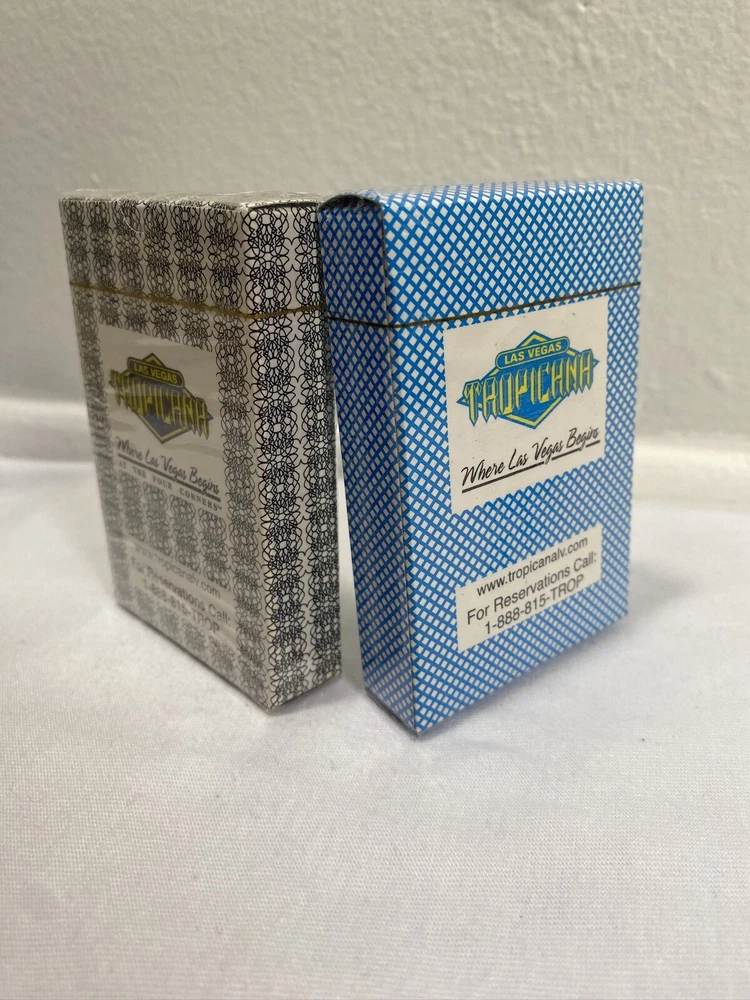 LAS VEGAS
TROPICANA
Where Las Vegas Begins
AT THE FOUR CORNERS™
www.tropicanalv.com
For Reservations Call:
1-888-815-TROP
LAS VEGAS
TROPICANA
Where Las Vegas Begins
www.tropicanalv.com
For Reservations Call:
1-888-815-TROP